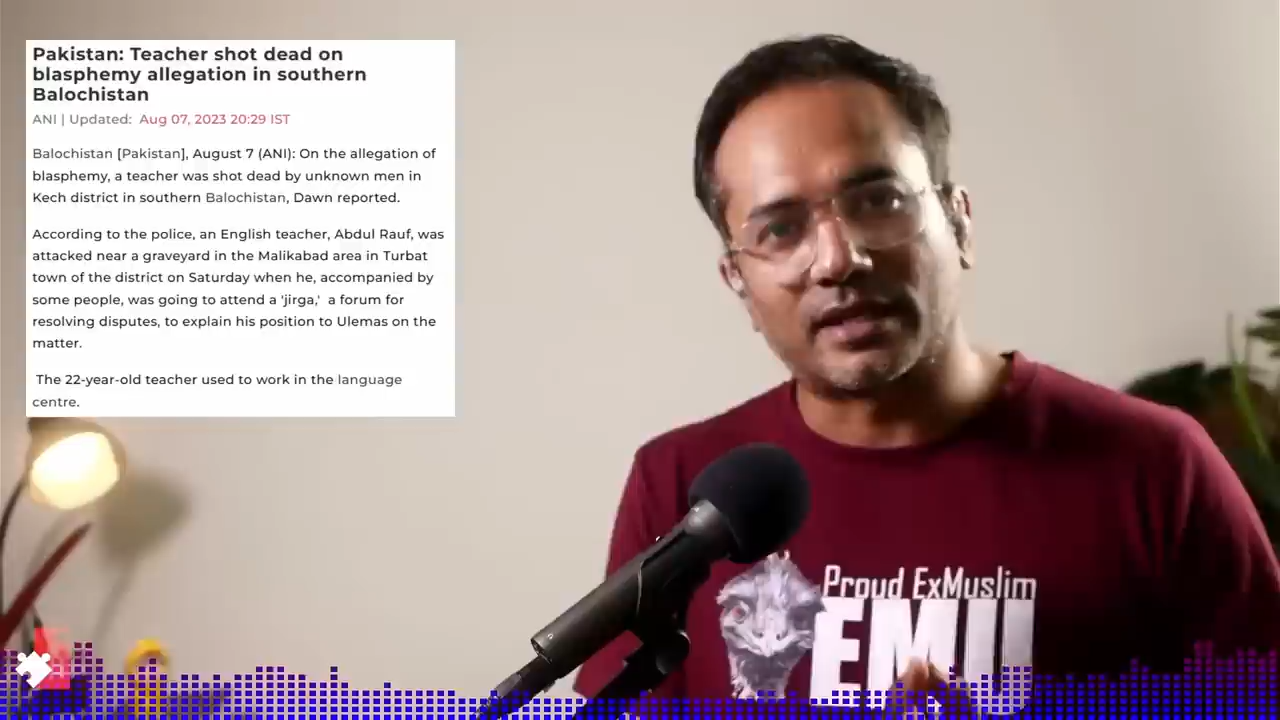 Pakistan: Teacher shot dead on
blasphemy allegation in southern
Balochistan
ANI | Updated: Aug 07, 2023 20:29 IST
Balochistan [Pakistan], August 7 (ANI): On the allegation of
blasphemy, a teacher was shot dead by unknown men in
Kech district in southern Balochistan, Dawn reported.
According to the police, an English teacher, Abdul Rauf, was
attacked near a graveyard in the Malikabad area in Turbat
town of the district on Saturday when he, accompanied by
some people, was going to attend a 'jirga,' a forum for
resolving disputes, to explain his position to Ulemas on the
matter.
The 22-year-old teacher used to work in the language
centre.
Proud ExMuslim
EMU